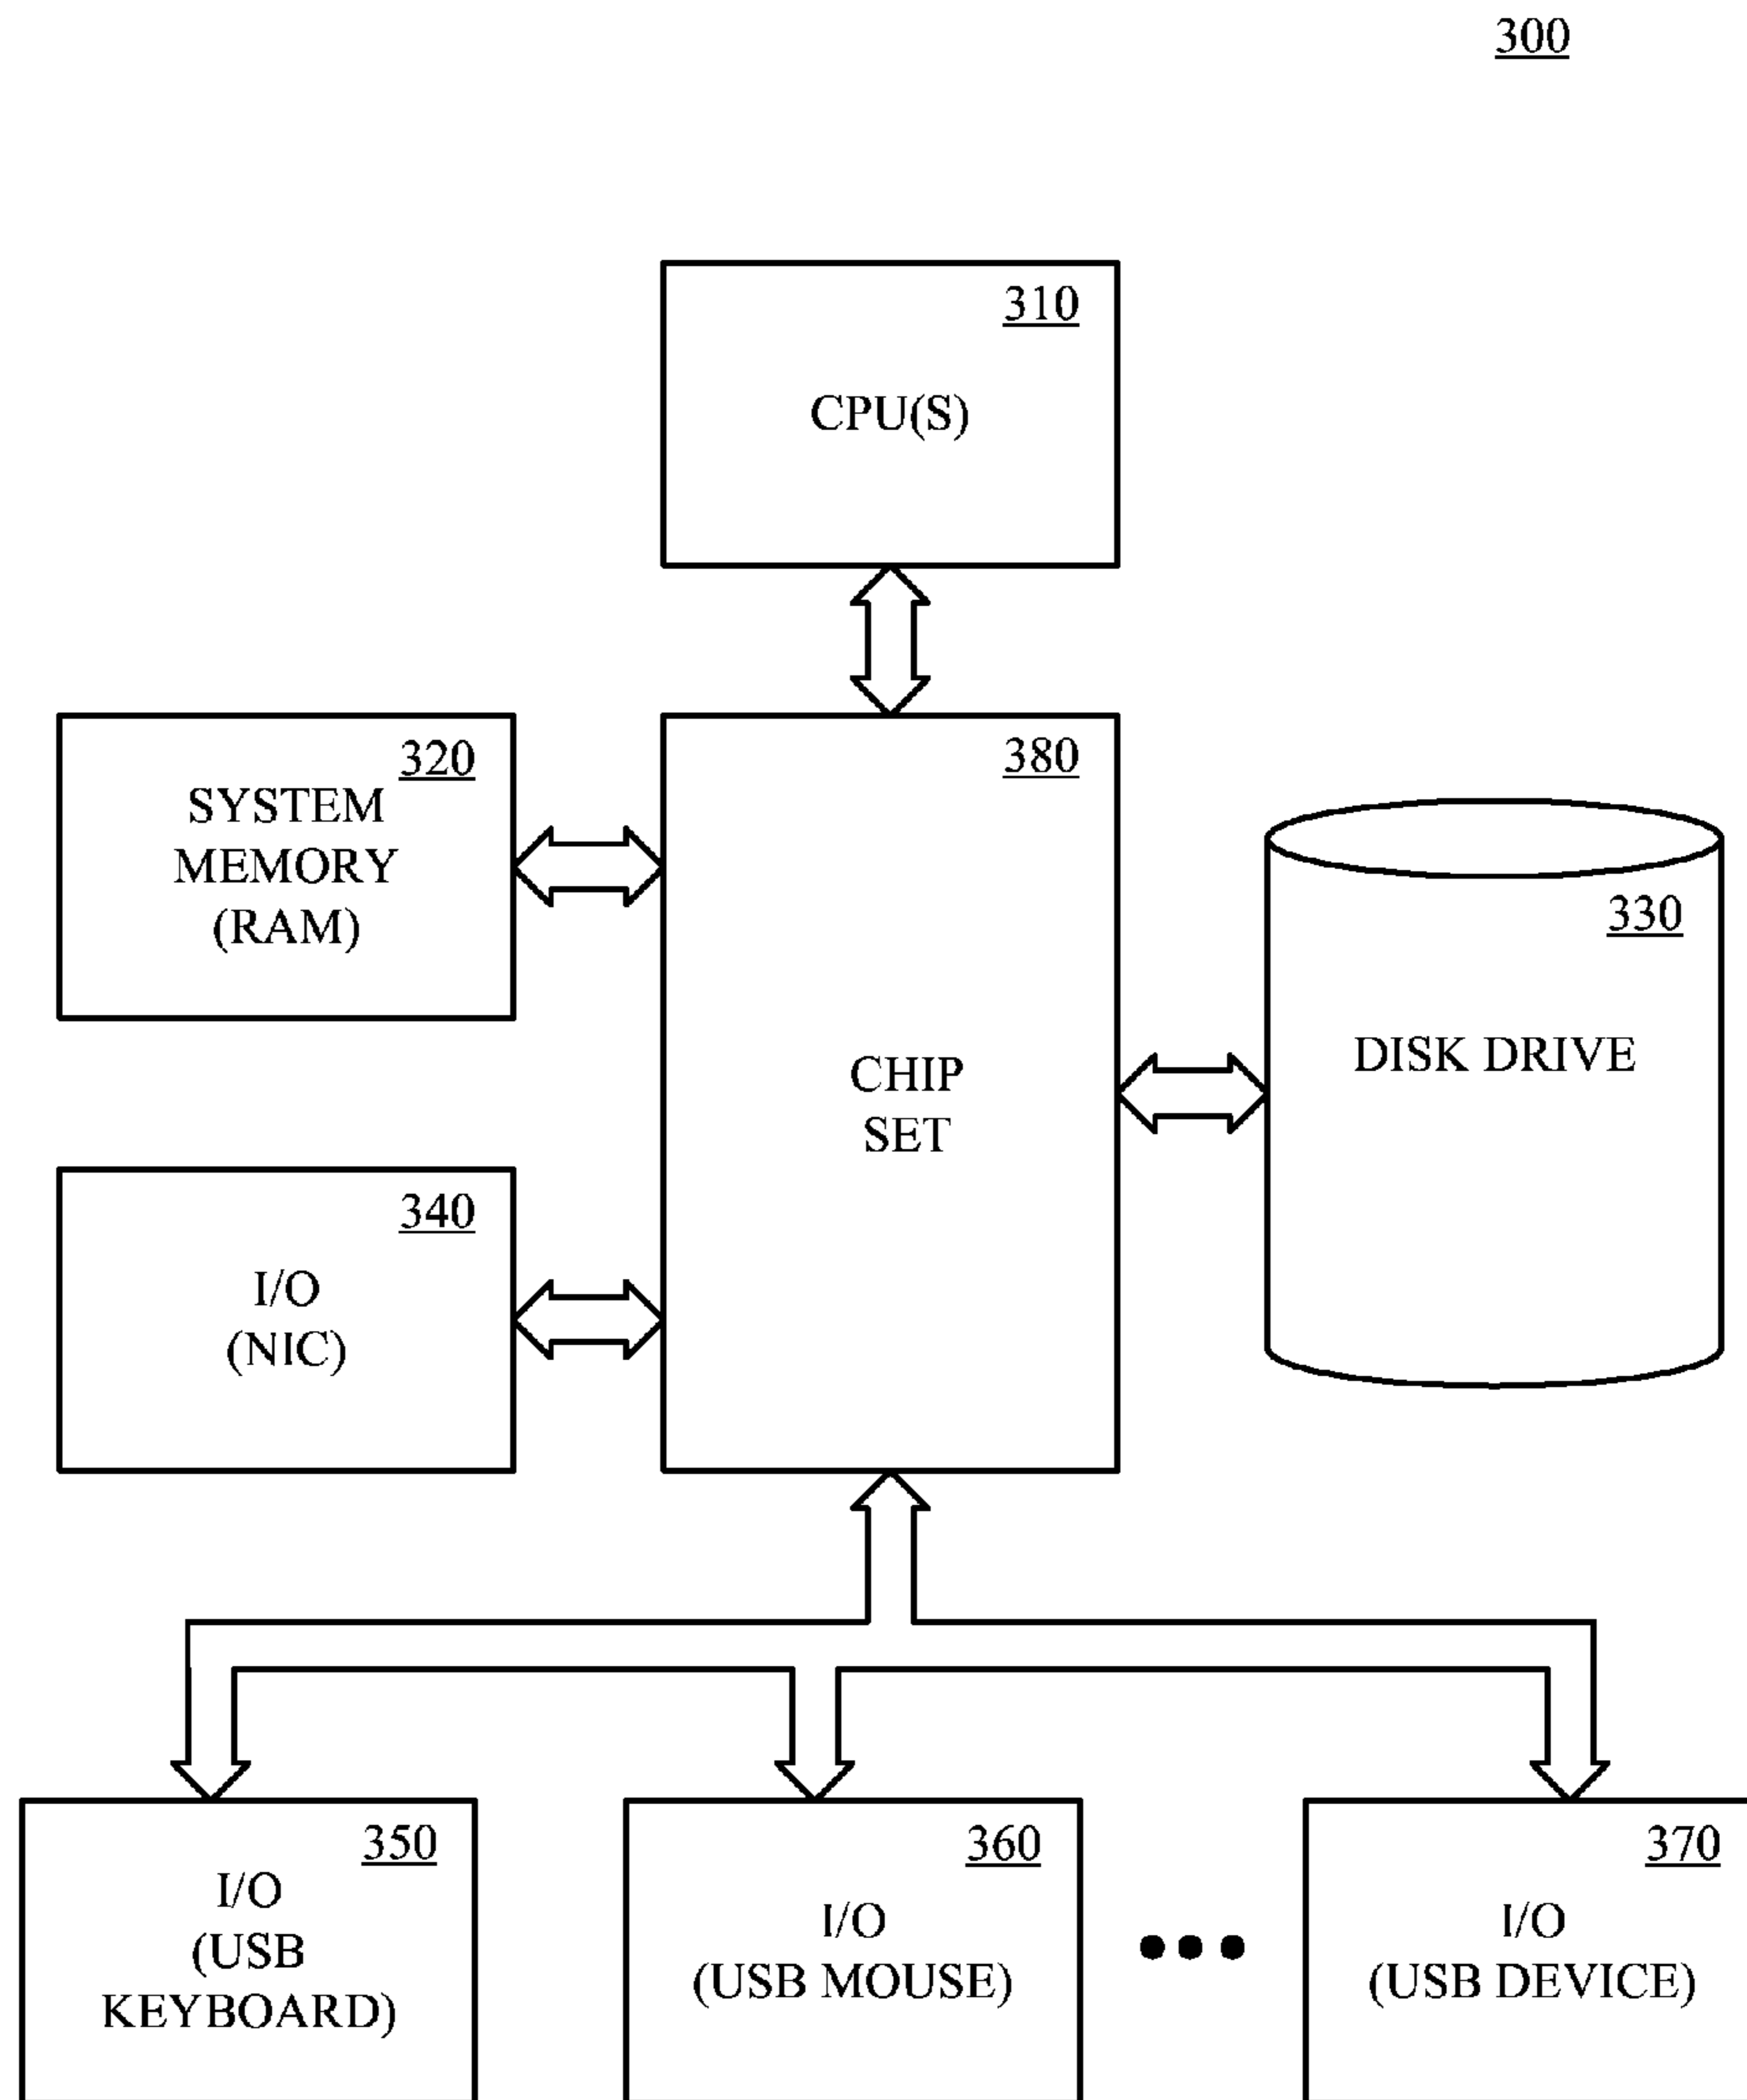 300
310
CPU(S)
320
SYSTEM
MEMORY
(RAM)
380
CHIP
SET
330
DISK DRIVE
340
I/O
(NIC)
350
I/O
(USB
KEYBOARD)
360
I/O
(USB MOUSE)
370
I/O
(USB DEVICE)